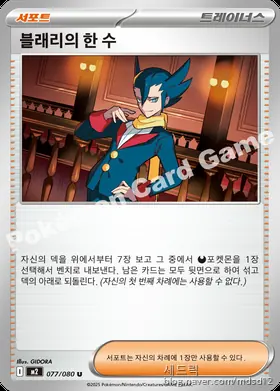 서포트
트레이너스
블래리의 한 수
Pokémon Card Game
자신의 덱을 위에서부터 7장 보고 그 중에서 포켓몬을 1장
선택해서 벤치로 내보낸다. 남은 카드는 모두 뒷면으로 하여 섞고
덱의 아래로 되돌린다. (자신의 첫 번째 차례에는 사용할 수 없다.)
Illus. GIDORA
I m2 077/080 U
서포트는 자신의 차례에 1장만 사용할 수 있다.
세드릭
©2025 Pokémon/Nintendo/Creatures/GAME FREAK.